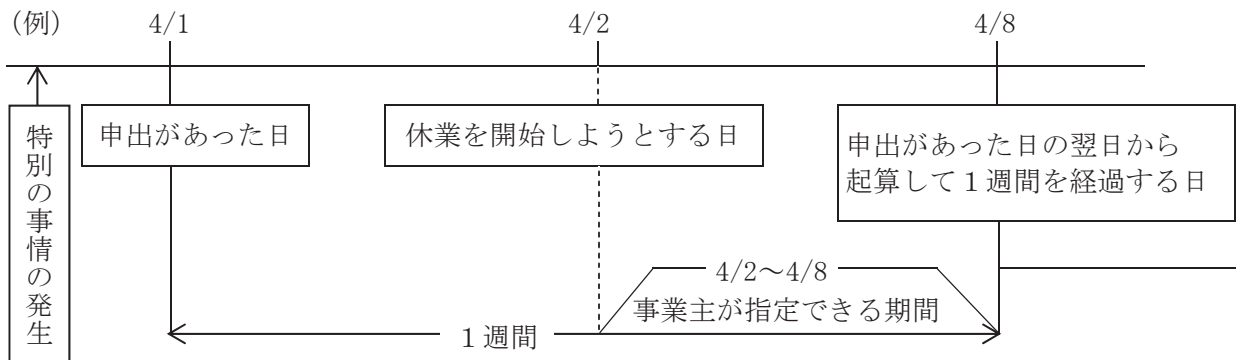 (例)
4/1
4/2
4/8
特別の事情の発生
申出があった日
休業を開始しようとする日
申出があった日の翌日から
起算して１週間を経過する日
4/2～4/8
事業主が指定できる期間
１週間